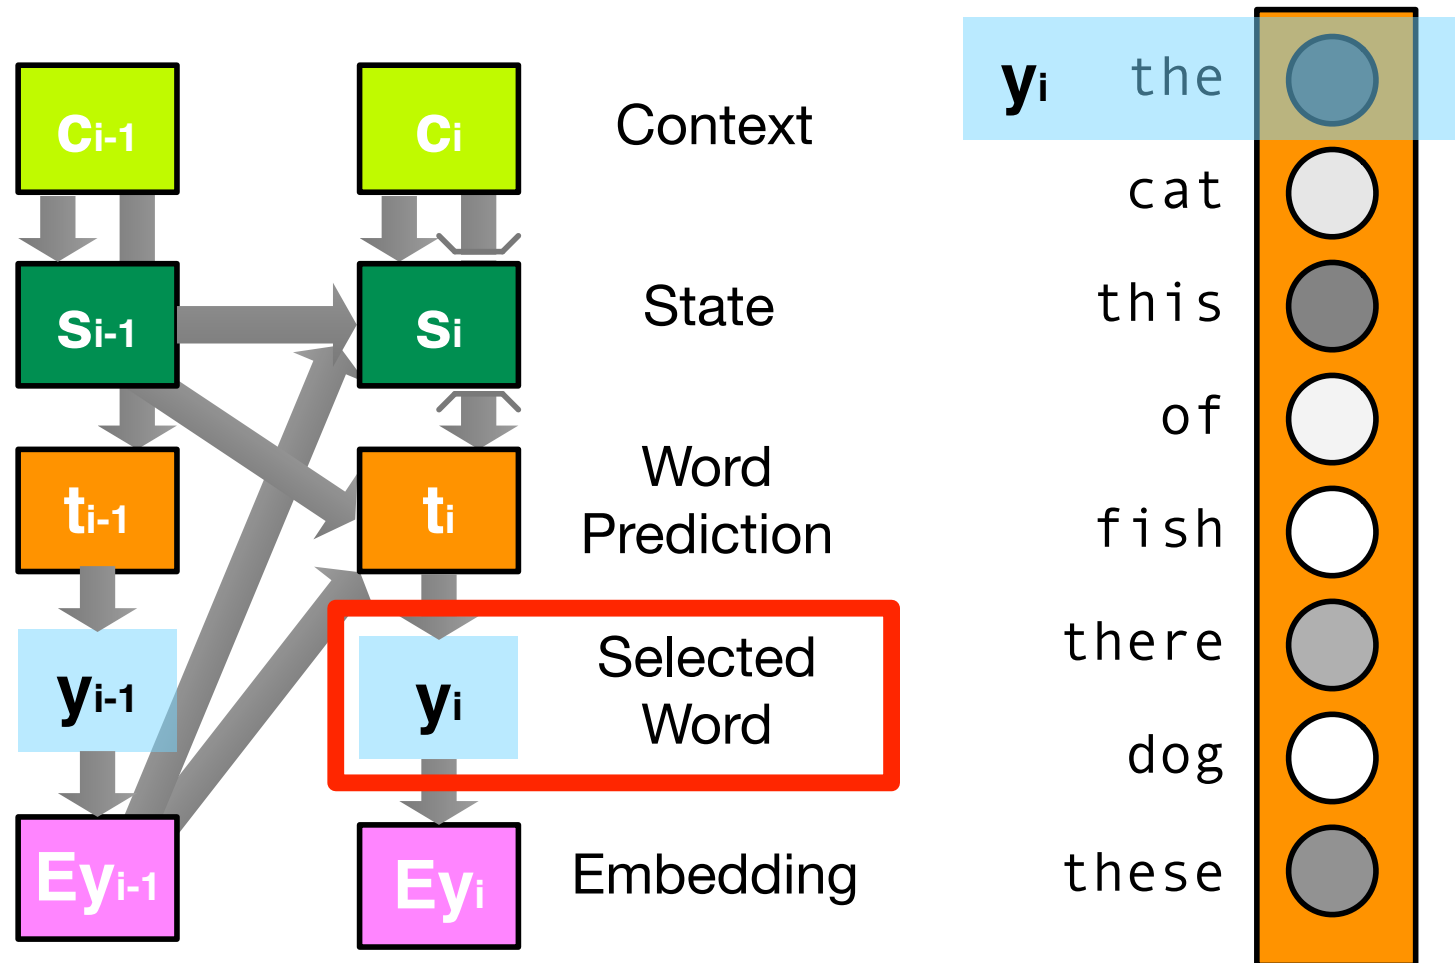 ci-1 ci Context
si-1 si State
ti-1 ti Word
Prediction
yi-1 yi Selected
Word
Eyi-1 Eyi Embedding
yi the
cat
this
of
fish
there
dog
these